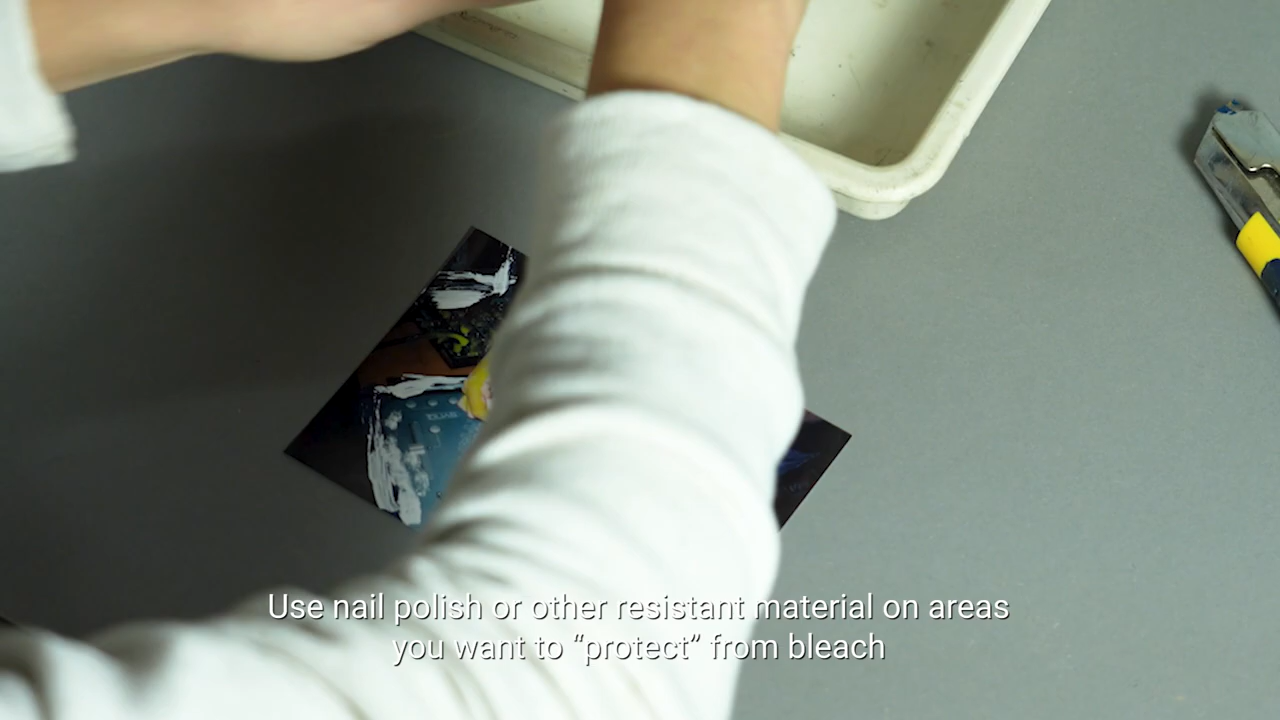 Use nail polish or other resistant material on areas
you want to “protect” from bleach